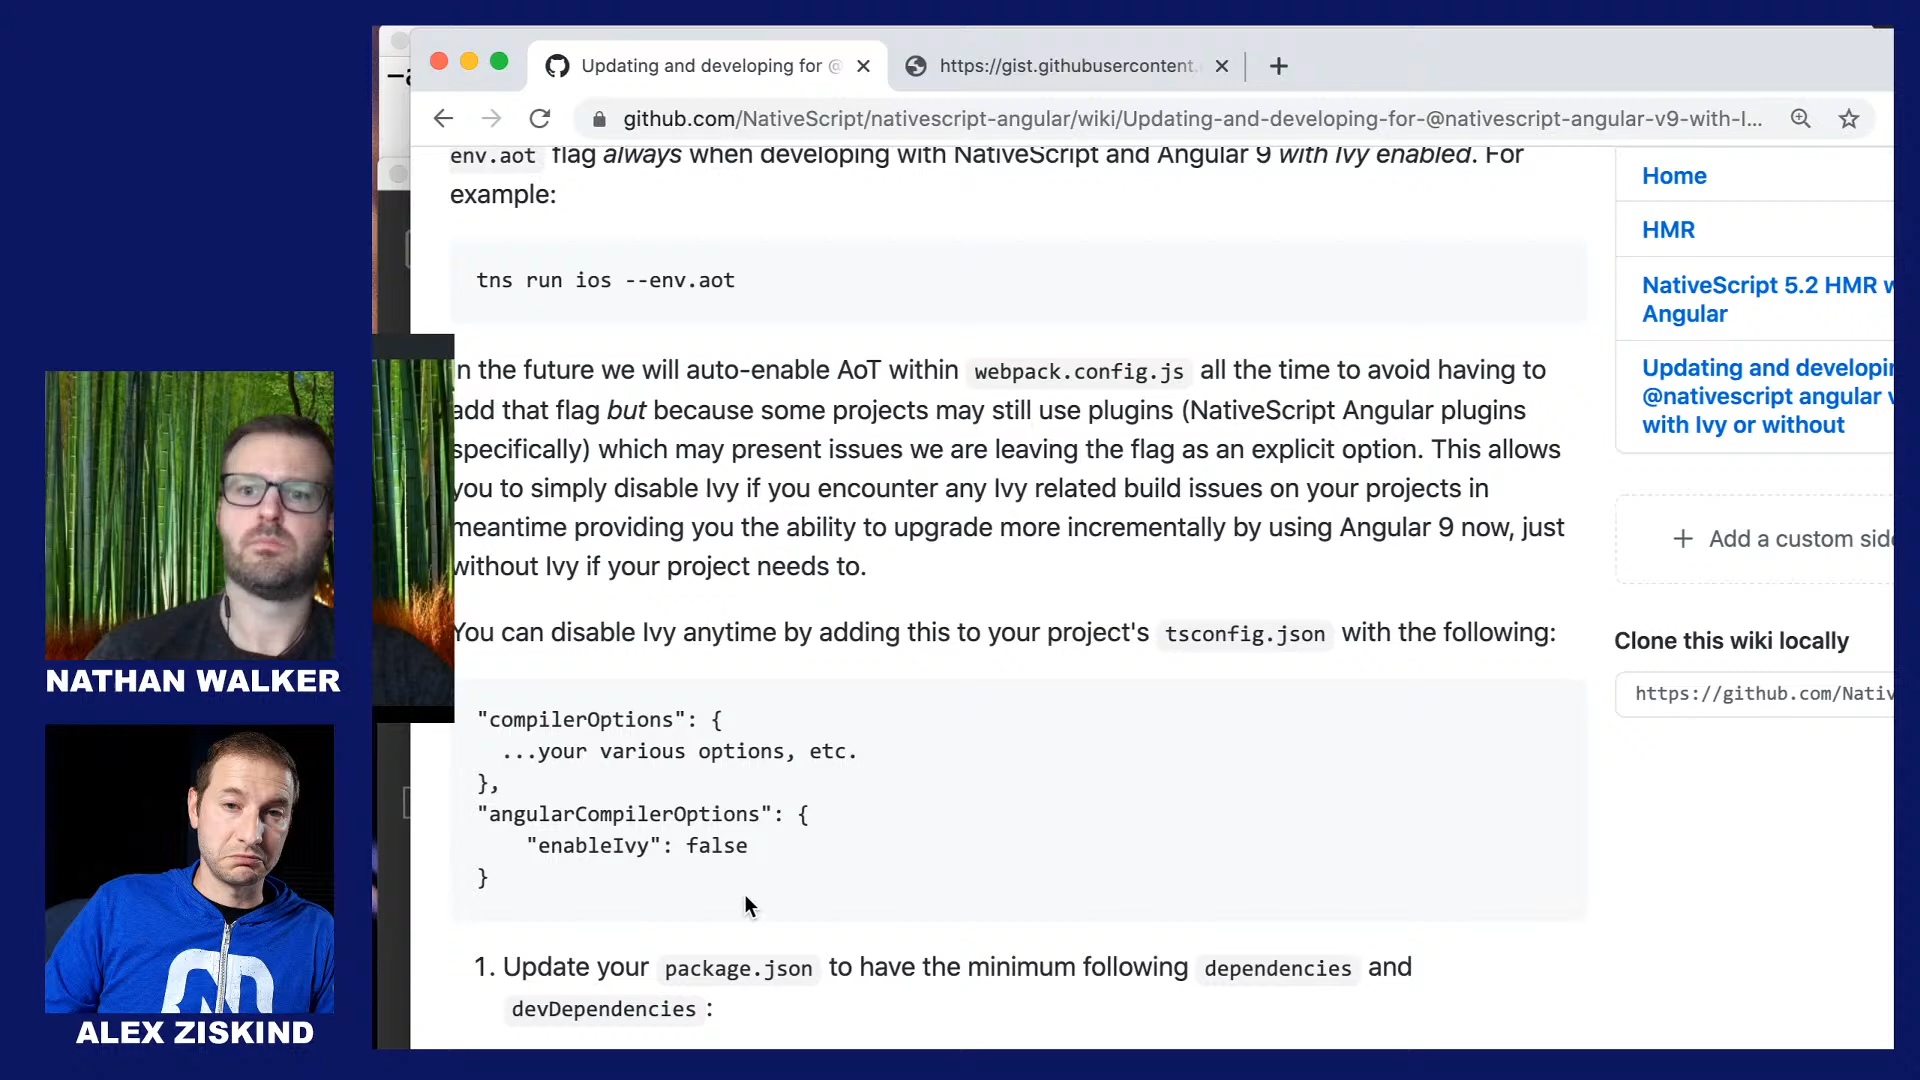 Updating and developing for @
https://gist.githubusercontent.
github.com/NativeScript/nativescript-angular/wiki/Updating-and-developing-for-@nativescript-angular-v9-with-I...
env.aot flag always when developing with NativeScript and Angular 9 with Ivy enabled. For
example:
tns run ios --env.aot
n the future we will auto-enable AoT within webpack.config.js all the time to avoid having to
add that flag but because some projects may still use plugins (NativeScript Angular plugins
specifically) which may present issues we are leaving the flag as an explicit option. This allows
you to simply disable Ivy if you encounter any Ivy related build issues on your projects in
meantime providing you the ability to upgrade more incrementally by using Angular 9 now, just
without Ivy if your project needs to.
You can disable Ivy anytime by adding this to your project's tsconfig.json with the following:
"compilerOptions": {
...your various options, etc.
},
"angularCompilerOptions": {
"enableIvy": false
}
1. Update your package.json to have the minimum following dependencies and
devDependencies:
Home
HMR
NativeScript 5.2 HMR w
Angular
Updating and developin
@nativescript angular v
with Ivy or without
+ Add a custom side
Clone this wiki locally
https://github.com/Nativ
NATHAN WALKER
ALEX ZISKIND